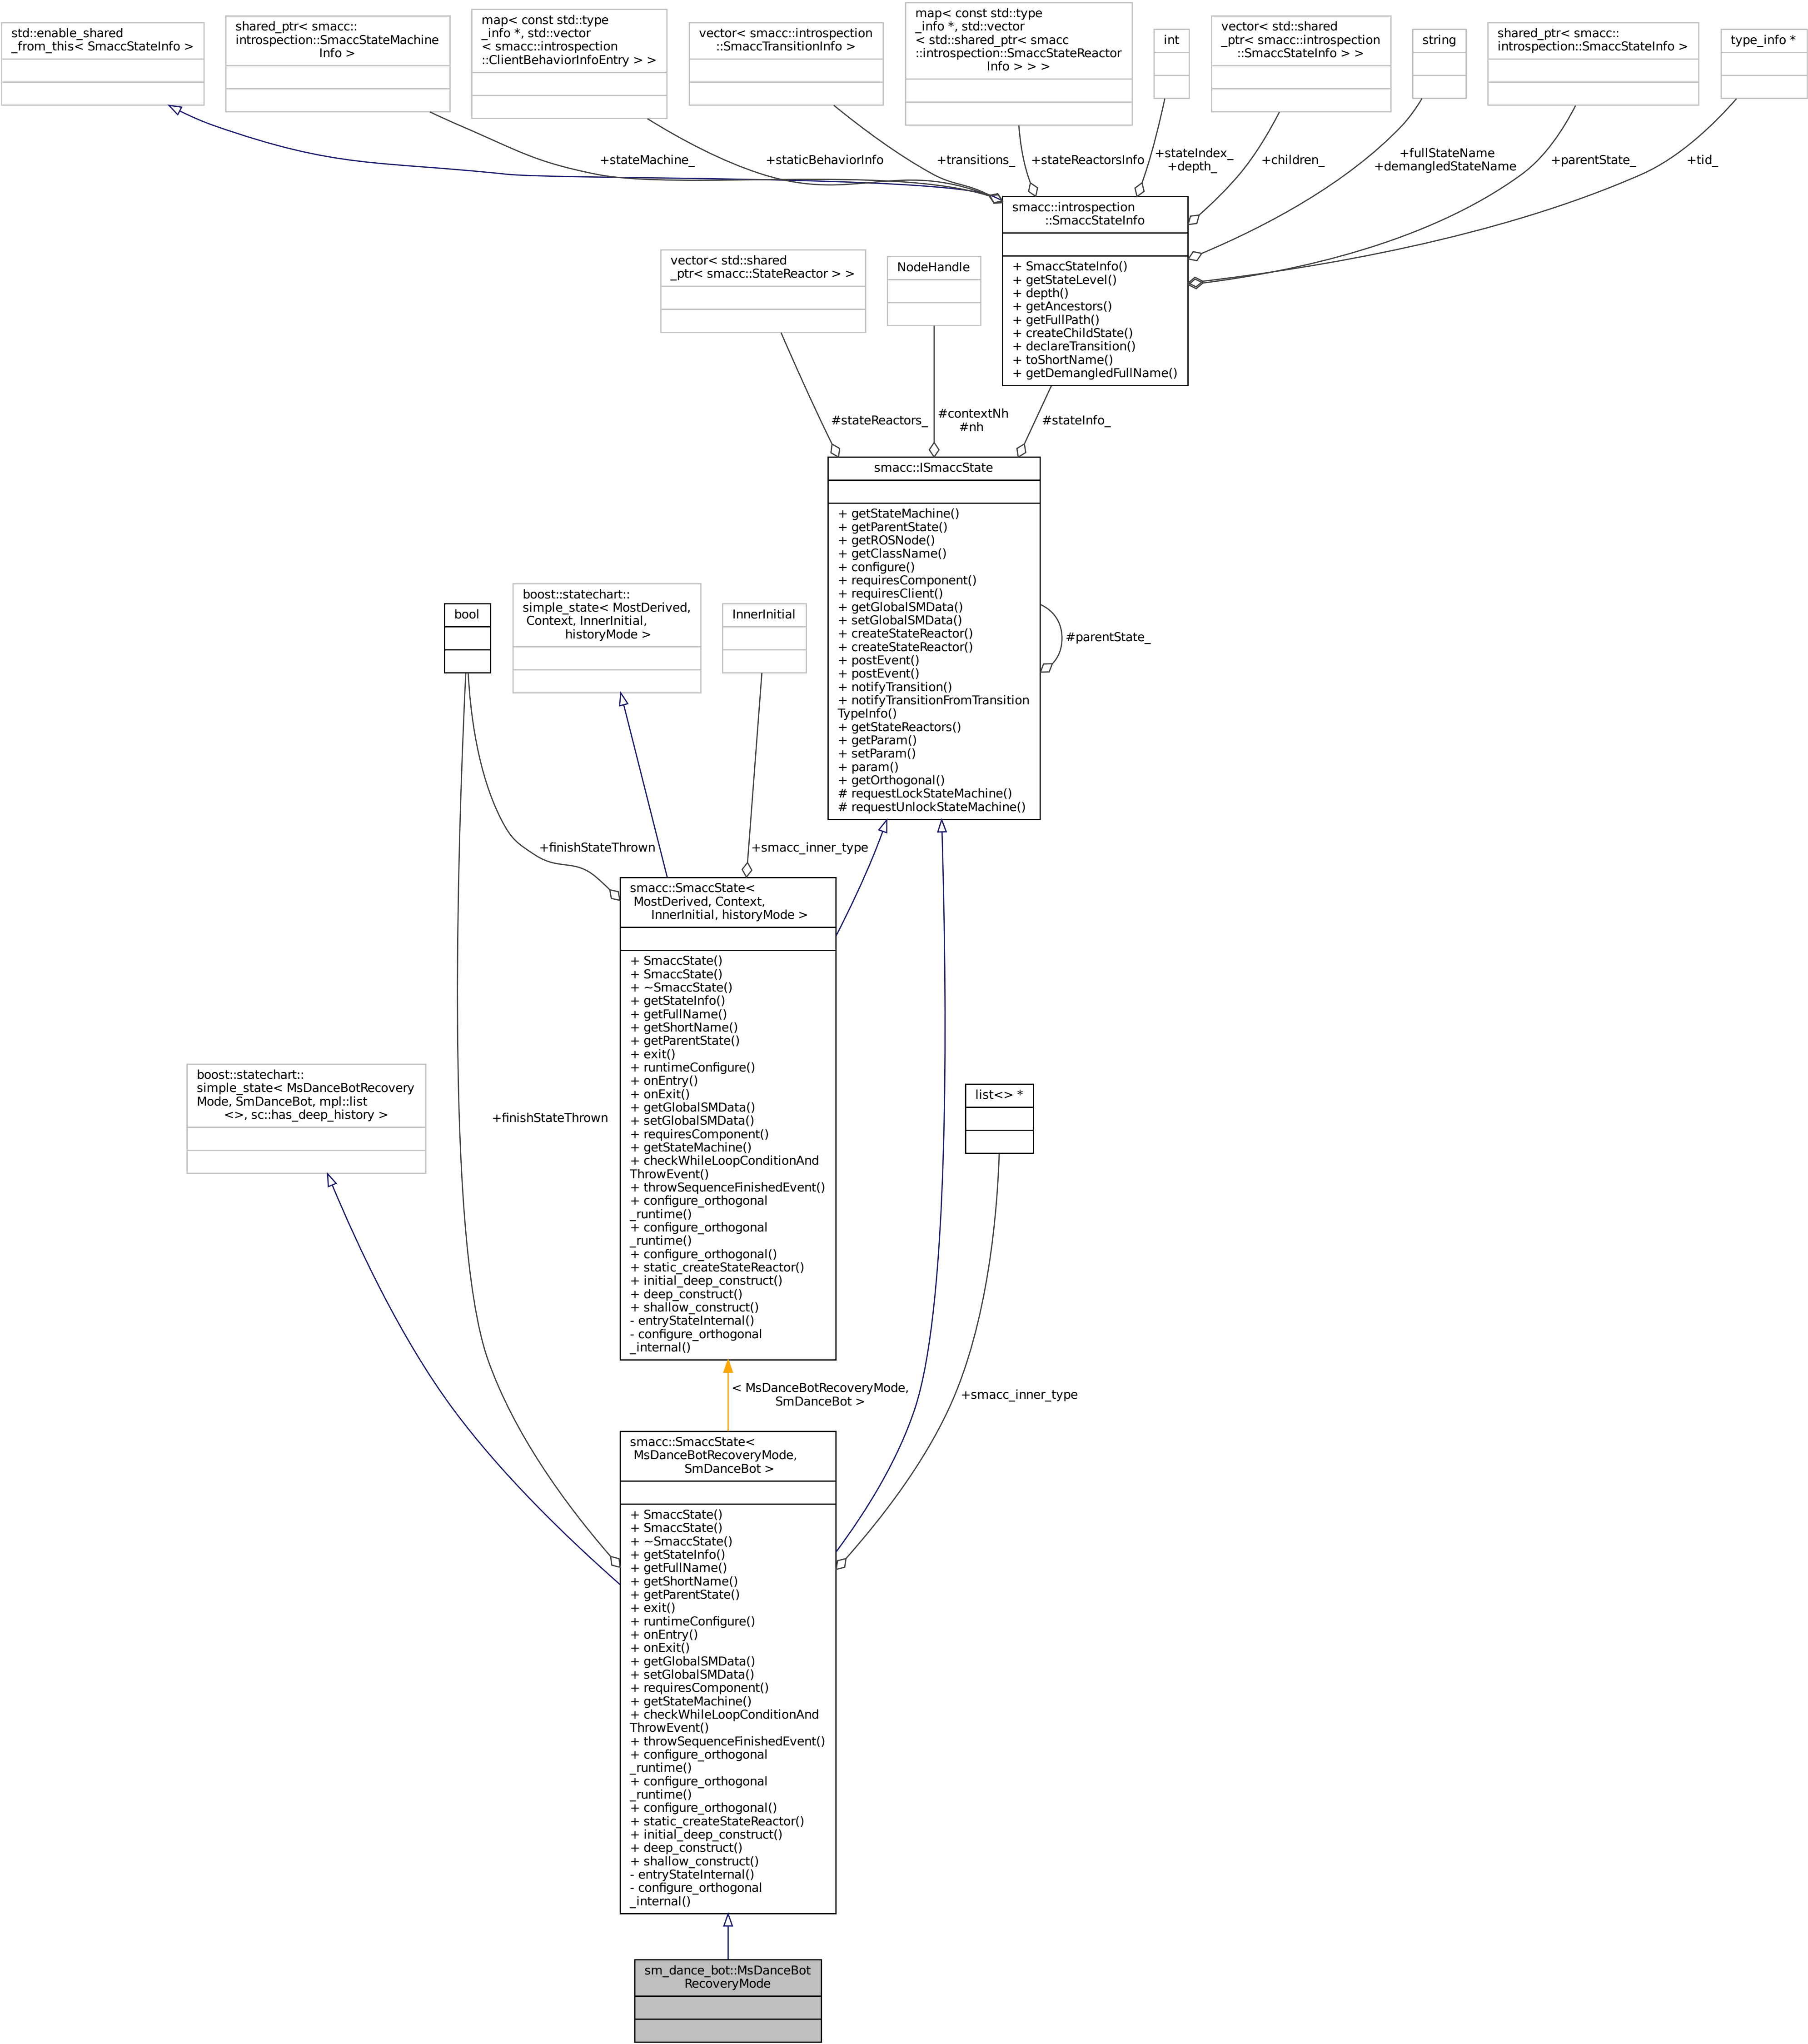 std::enable_shared
_from_this< SmaccStateInfo >
shared_ptr< smacc::
introspection::SmaccStateMachine
Info >
map< const std::type
_info *, std::vector
< smacc::introspection
::ClientBehaviorInfoEntry > >
vector< smacc::introspection
::SmaccTransitionInfo >
map< const std::type
_info *, std::vector
< std::shared_ptr< smacc
::introspection::SmaccStateReactor
Info > > >
int
vector< std::shared
_ptr< smacc::introspection
::SmaccStateInfo > >
string
shared_ptr< smacc::
introspection::SmaccStateInfo >
type_info *
+stateMachine_
+staticBehaviorInfo
+transitions_
+stateReactorsInfo
+stateIndex_
+depth_
+children_
+fullStateName
+demangledStateName
+parentState_
+tid_
smacc::introspection
::SmaccStateInfo
+ SmaccStateInfo()
+ getStateLevel()
+ depth()
+ getAncestors()
+ getFullPath()
+ createChildState()
+ declareTransition()
+ toShortName()
+ getDemangledFullName()
vector< std::shared
_ptr< smacc::StateReactor > >
NodeHandle
#stateReactors_
#contextNh
#nh
#stateInfo_
smacc::ISmaccState
+ getStateMachine()
+ getParentState()
+ getROSNode()
+ getClassName()
+ configure()
+ requiresComponent()
+ requiresClient()
+ getGlobalSMData()
+ setGlobalSMData()
+ createStateReactor()
+ createStateReactor()
+ postEvent()
+ postEvent()
+ notifyTransition()
+ notifyTransitionFromTransition
TypeInfo()
+ getStateReactors()
+ getParam()
+ setParam()
+ param()
+ getOrthogonal()
# requestLockStateMachine()
# requestUnlockStateMachine()
#parentState_
bool
boost::statechart::
simple_state< MostDerived,
Context, InnerInitial,
historyMode >
InnerInitial
+finishStateThrown
+smacc_inner_type
smacc::SmaccState<
MostDerived, Context,
InnerInitial, historyMode >
+ SmaccState()
+ SmaccState()
+ ~SmaccState()
+ getStateInfo()
+ getFullName()
+ getShortName()
+ getParentState()
+ exit()
+ runtimeConfigure()
+ onEntry()
+ onExit()
+ getGlobalSMData()
+ setGlobalSMData()
+ requiresComponent()
+ getStateMachine()
+ checkWhileLoopConditionAnd
ThrowEvent()
+ throwSequenceFinishedEvent()
+ configure_orthogonal
_runtime()
+ configure_orthogonal
_runtime()
+ configure_orthogonal()
+ static_createStateReactor()
+ initial_deep_construct()
+ deep_construct()
+ shallow_construct()
- entryStateInternal()
- configure_orthogonal
_internal()
boost::statechart::
simple_state< MsDanceBotRecovery
Mode, SmDanceBot, mpl::list
<>, sc::has_deep_history >
+finishStateThrown
list<> *
< MsDanceBotRecoveryMode,
SmDanceBot >
+smacc_inner_type
smacc::SmaccState<
MsDanceBotRecoveryMode,
SmDanceBot >
+ SmaccState()
+ SmaccState()
+ ~SmaccState()
+ getStateInfo()
+ getFullName()
+ getShortName()
+ getParentState()
+ exit()
+ runtimeConfigure()
+ onEntry()
+ onExit()
+ getGlobalSMData()
+ setGlobalSMData()
+ requiresComponent()
+ getStateMachine()
+ checkWhileLoopConditionAnd
ThrowEvent()
+ throwSequenceFinishedEvent()
+ configure_orthogonal
_runtime()
+ configure_orthogonal
_runtime()
+ configure_orthogonal()
+ static_createStateReactor()
+ initial_deep_construct()
+ deep_construct()
+ shallow_construct()
- entryStateInternal()
- configure_orthogonal
_internal()
sm_dance_bot::MsDanceBot
RecoveryMode